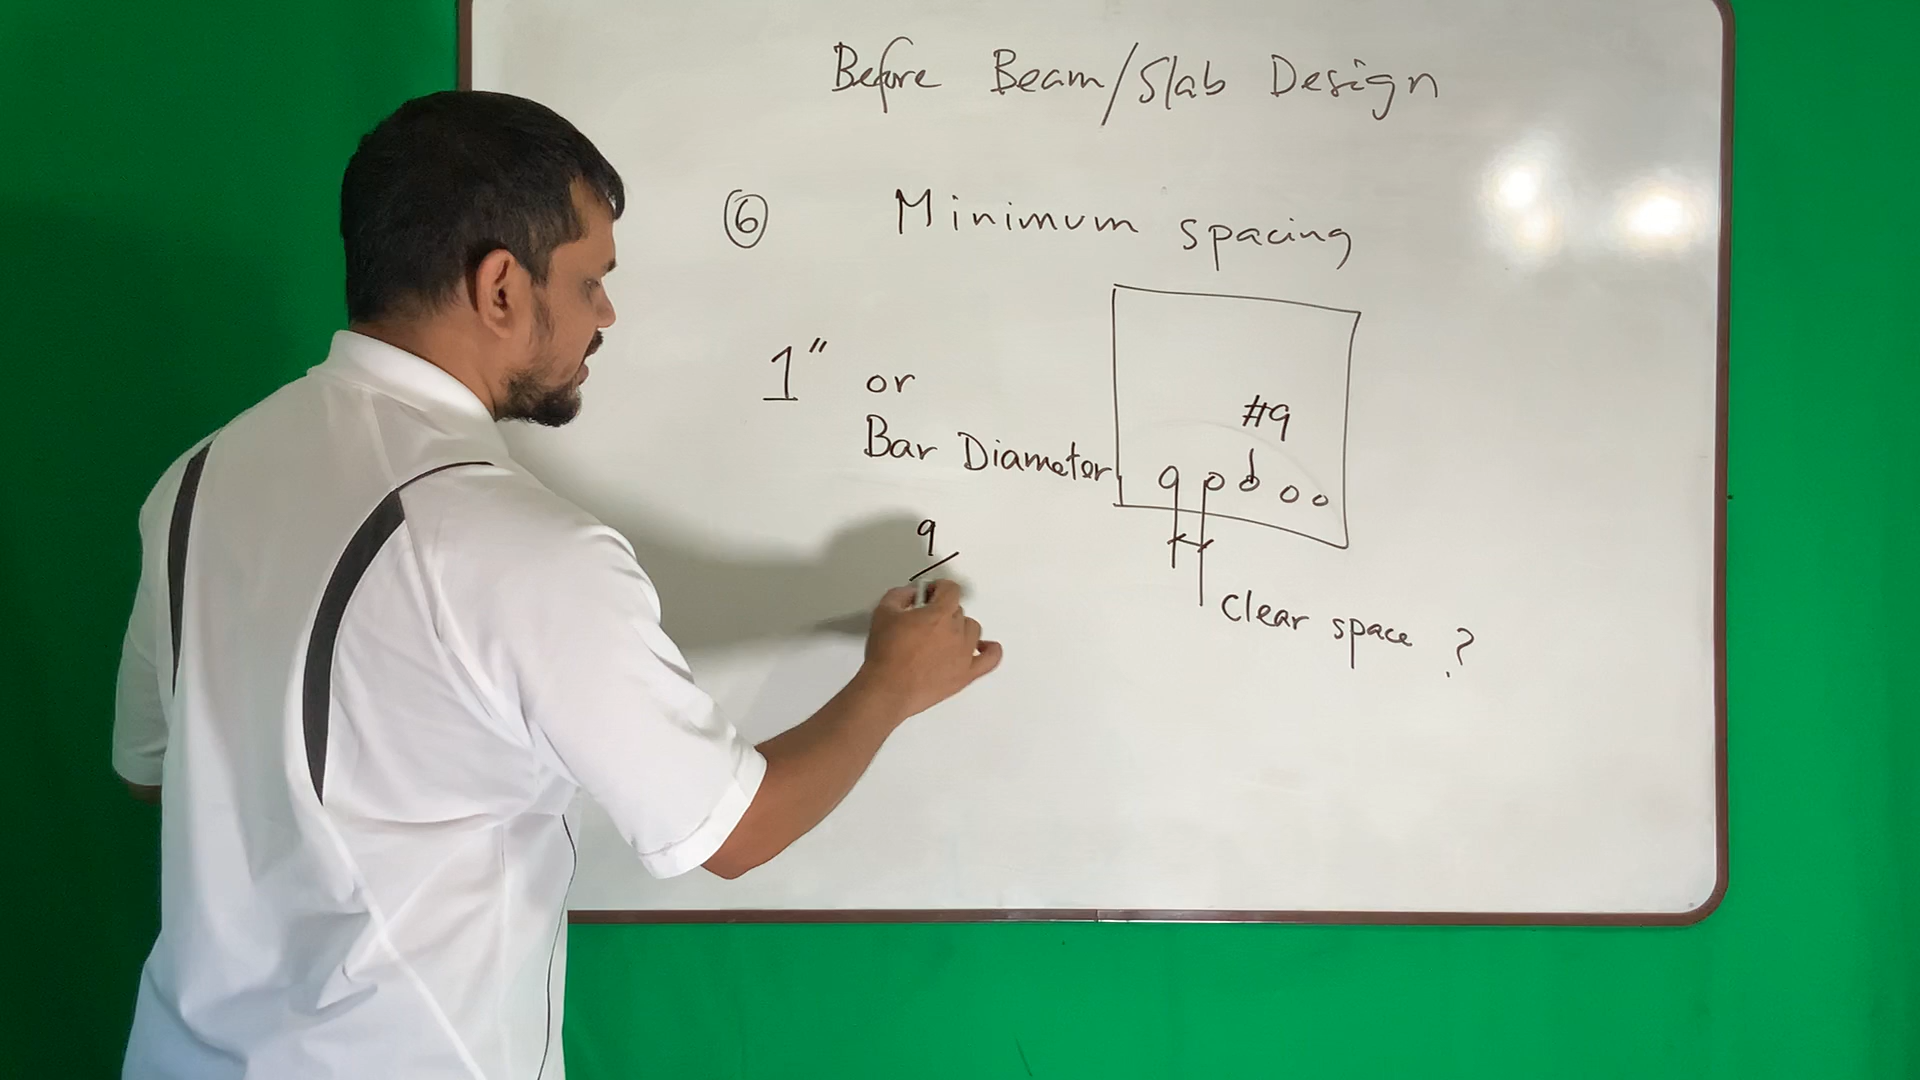 Before Beam/Slab Design
6 Minimum spacing
1" or
Bar Diameter
#9
9/
clear space ?